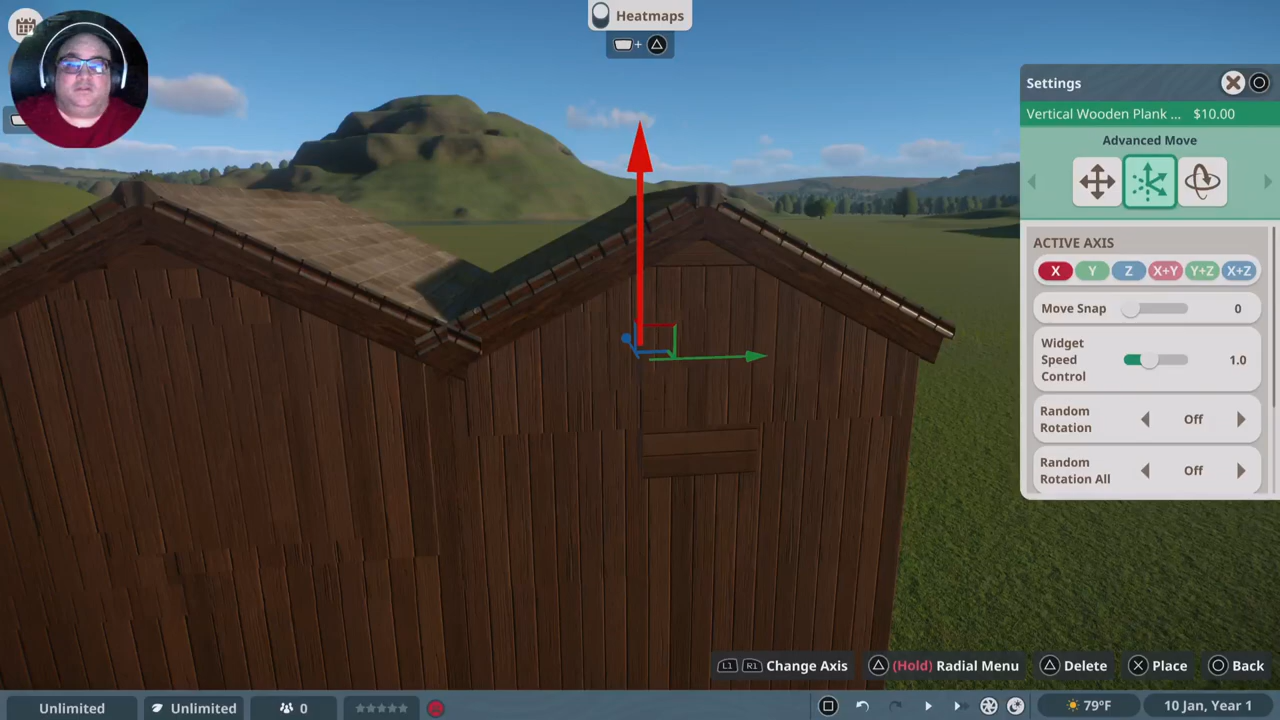 Heatmaps
+
Settings
Vertical Wooden Plank ... $10.00
Advanced Move
ACTIVE AXIS
X Y Z X+Y Y+Z X+Z
Move Snap 0
Widget
Speed
Control
1.0
Random
Rotation
Off
Random
Rotation All
Off
L1 R1 Change Axis (Hold) Radial Menu Delete Place Back
Unlimited Unlimited 0 79°F 10 Jan, Year 1